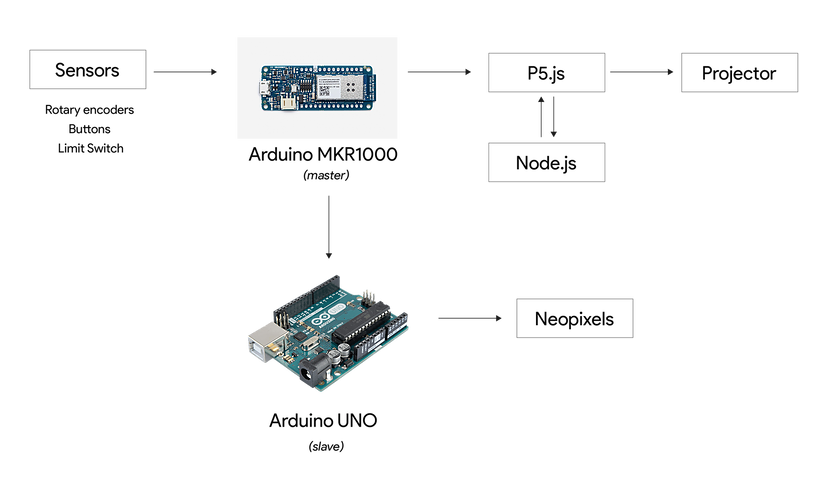 Sensors
Rotary encoders
Buttons
Limit Switch
Arduino MKR1000
(master)
P5.js
Projector
Node.js
Arduino UNO
(slave)
Neopixels